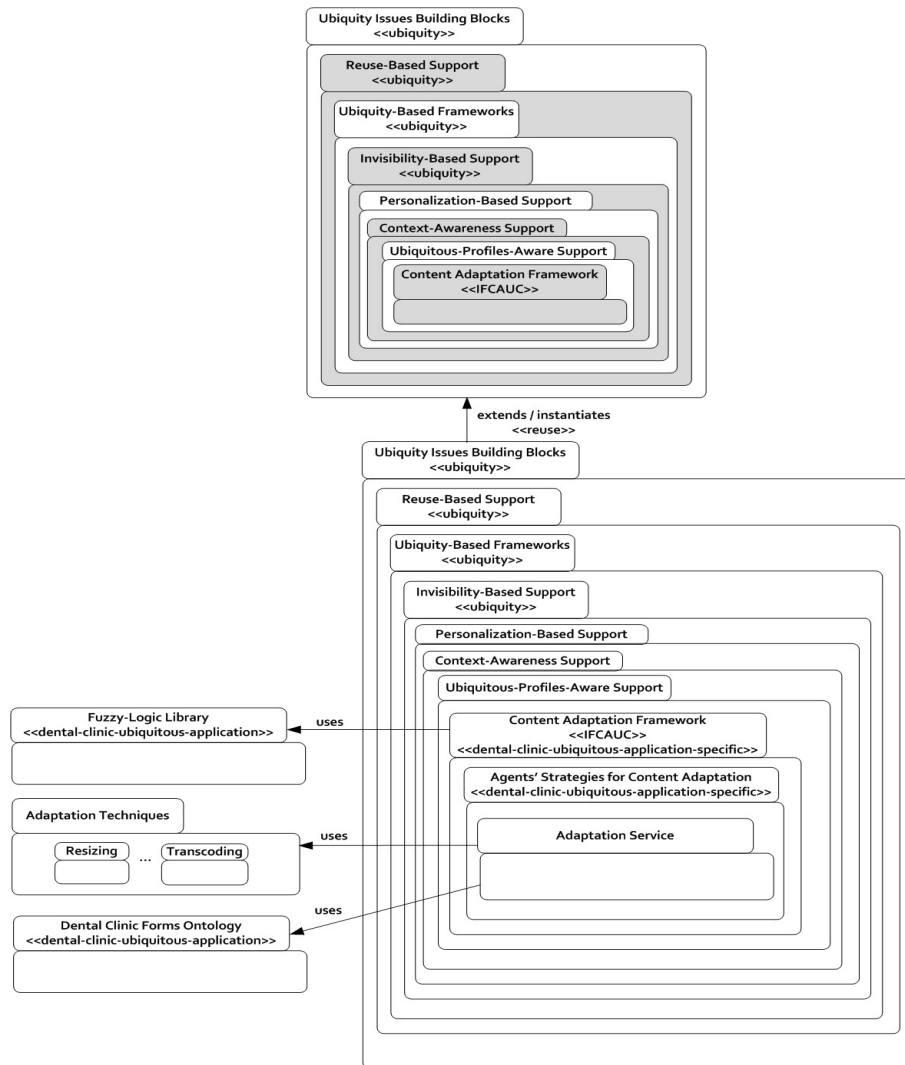 Ubiquity Issues Building Blocks
<<ubiquity>>
Reuse-Based Support
<<ubiquity>>
Ubiquity-Based Frameworks
<<ubiquity>>
Invisibility-Based Support
<<ubiquity>>
Personalization-Based Support
Context-Awareness Support
Ubiquitous-Profiles-Aware Support
Content Adaptation Framework
<<IFCAUC>>
extends / instantiates
<<reuse>>
Ubiquity Issues Building Blocks
<<ubiquity>>
Reuse-Based Support
<<ubiquity>>
Ubiquity-Based Frameworks
<<ubiquity>>
Invisibility-Based Support
<<ubiquity>>
Personalization-Based Support
Context-Awareness Support
Ubiquitous-Profiles-Aware Support
Fuzzy-Logic Library
<<dental-clinic-ubiquitous-application>>
uses
Content Adaptation Framework
<<IFCAUC>>
<<dental-clinic-ubiquitous-application-specific>>
Agents' Strategies for Content Adaptation
<<dental-clinic-ubiquitous-application-specific>>
Adaptation Techniques
Resizing ... Transcoding
uses
Adaptation Service
uses
Dental Clinic Forms Ontology
<<dental-clinic-ubiquitous-application>>